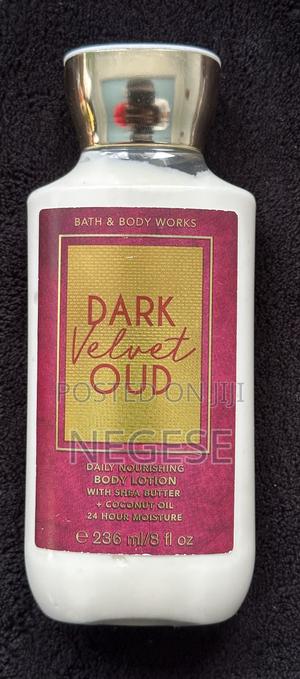 BATH & BODY WORKS
DARK
Velvet
OUD
POSTED ON JIJI
NEGESE
DAILY NOURISHING
BODY LOTION
WITH SHEA BUTTER
+ COCONUT OIL
24 HOUR MOISTURE
℮ 236 ml/8 fl oz